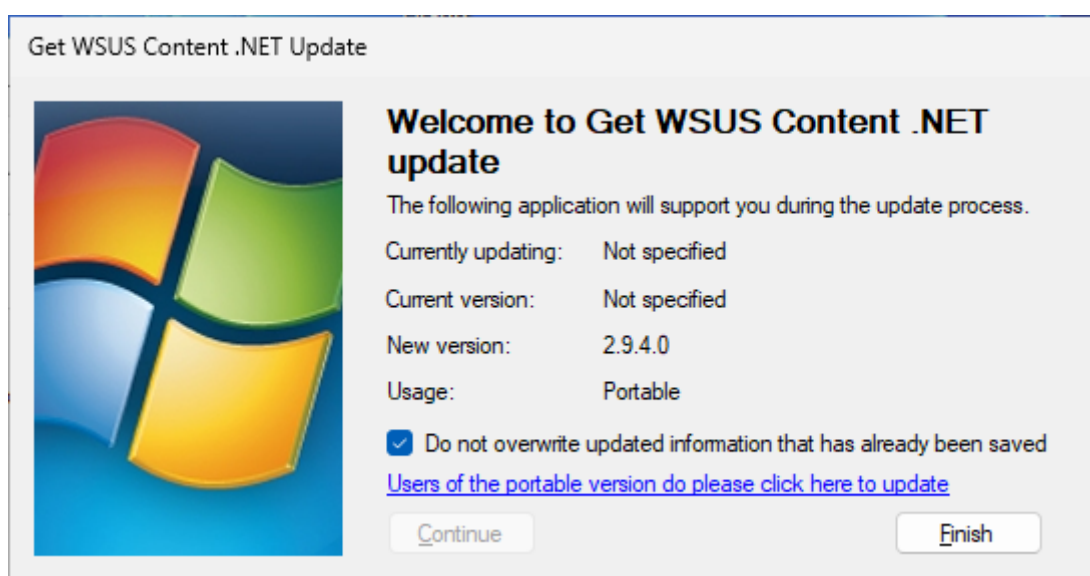 Get WSUS Content .NET Update
Welcome to Get WSUS Content .NET
update
The following application will support you during the update process.
Currently updating: Not specified
Current version: Not specified
New version: 2.9.4.0
Usage: Portable
Do not overwrite updated information that has already been saved
Users of the portable version do please click here to update
Continue Finish